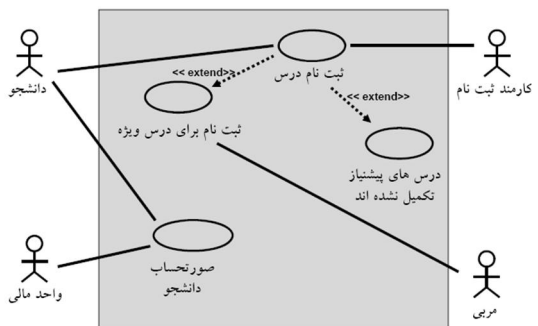 ثبت نام درس
<< extend>>
<< extend>>
دانشجو
کارمند ثبت نام
ثبت نام برای درس ویژه
درس های پیشنیاز
تکمیل نشده اند
صورتحساب
دانشجو
واحد مالی
مربی